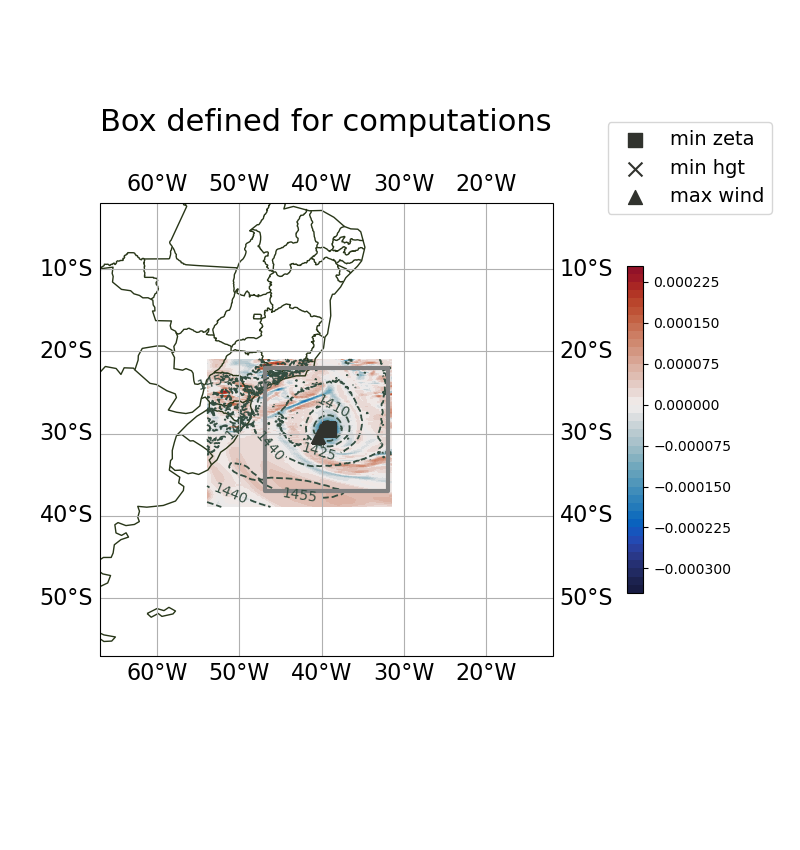 Box defined for computations
min zeta
min hgt
max wind
60°W 50°W 40°W 30°W 20°W
10°S 10°S
20°S 20°S
30°S 30°S
40°S 40°S
50°S 50°S
60°W 50°W 40°W 30°W 20°W
1410
1425
1440
1455
1440
0.000225
0.000150
0.000075
0.000000
−0.000075
−0.000150
−0.000225
−0.000300